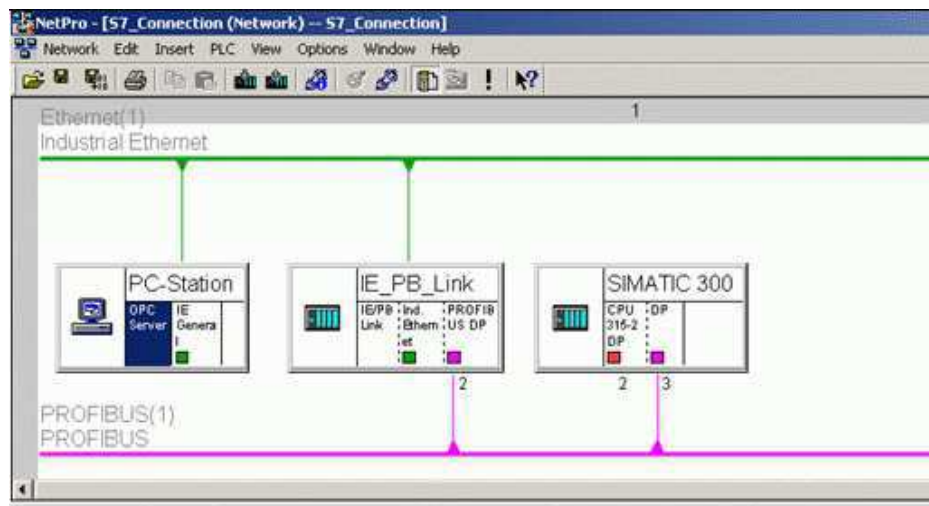 NetPro - [S7_Connection (Network) -- S7_Connection]
Network Edit Insert PLC View Options Window Help
1
Ethernet(1)
Industrial Ethernet
PC-Station
OPC Server
IE Genera l
IE_PB_Link
IE/PB Link
Ind. Ethern et
PROFIB US DP
2
SIMATIC 300
CPU 315-2 DP
DP
2
3
PROFIBUS(1)
PROFIBUS